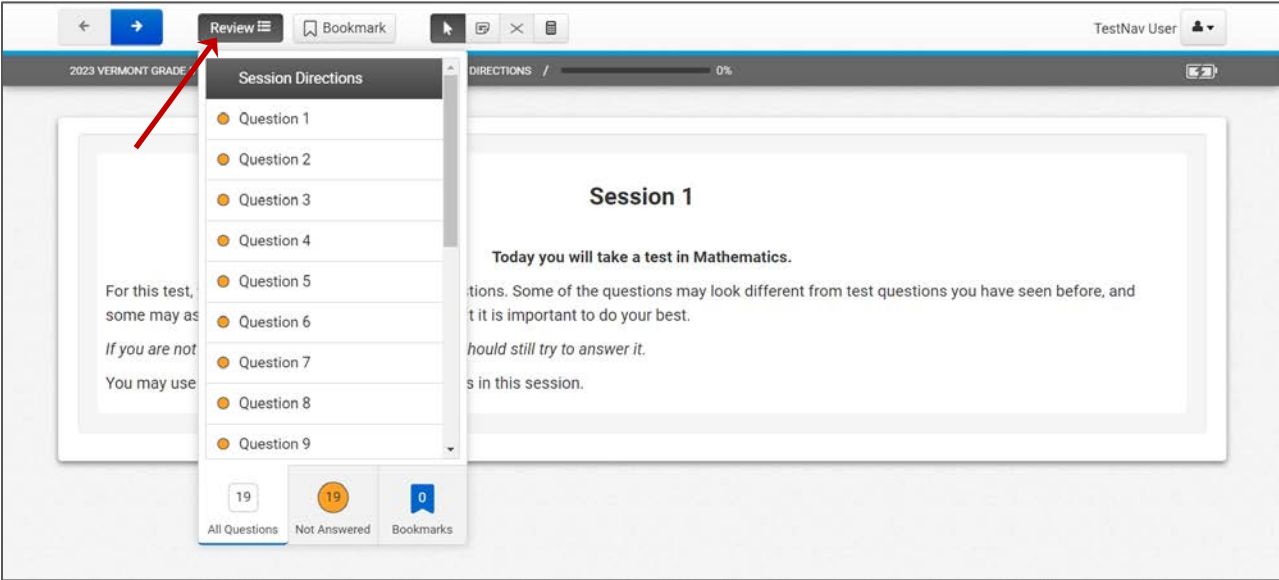 Review
Bookmark
TestNav User
2023 VERMONT GRADE
DIRECTIONS / 0%
Session Directions
Question 1
Question 2
Question 3
Question 4
Question 5
Question 6
Question 7
Question 8
Question 9
19
All Questions
19
Not Answered
0
Bookmarks
Session 1
Today you will take a test in Mathematics.
For this test, tions. Some of the questions may look different from test questions you have seen before, and
some may as t it is important to do your best.
If you are not hould still try to answer it.
You may use s in this session.